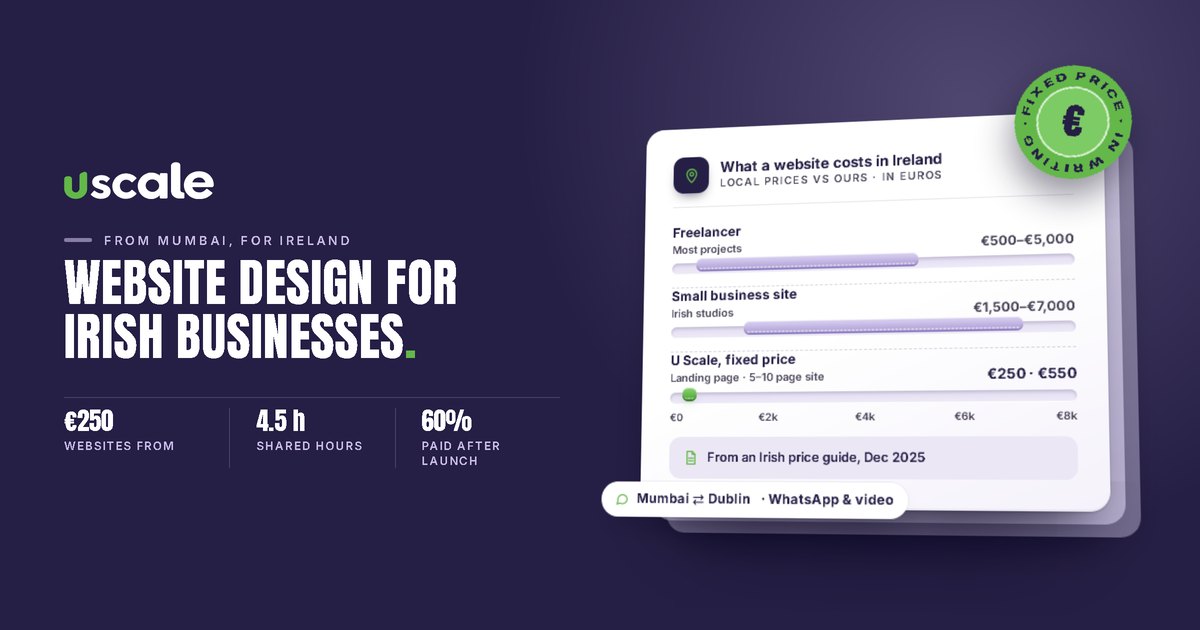 uscale
FROM MUMBAI, FOR IRELAND
WEBSITE DESIGN FOR
IRISH BUSINESSES.
€250
WEBSITES FROM
4.5 h
SHARED HOURS
60%
PAID AFTER
LAUNCH
FIXED PRICE · IN WRITING ·
€
What a website costs in Ireland
LOCAL PRICES VS OURS · IN EUROS
Freelancer
Most projects
€500–€5,000
Small business site
Irish studios
€1,500–€7,000
U Scale, fixed price
Landing page · 5–10 page site
€250 · €550
€0 €2k €4k €6k €8k
From an Irish price guide, Dec 2025
Mumbai ⇄ Dublin · WhatsApp & video